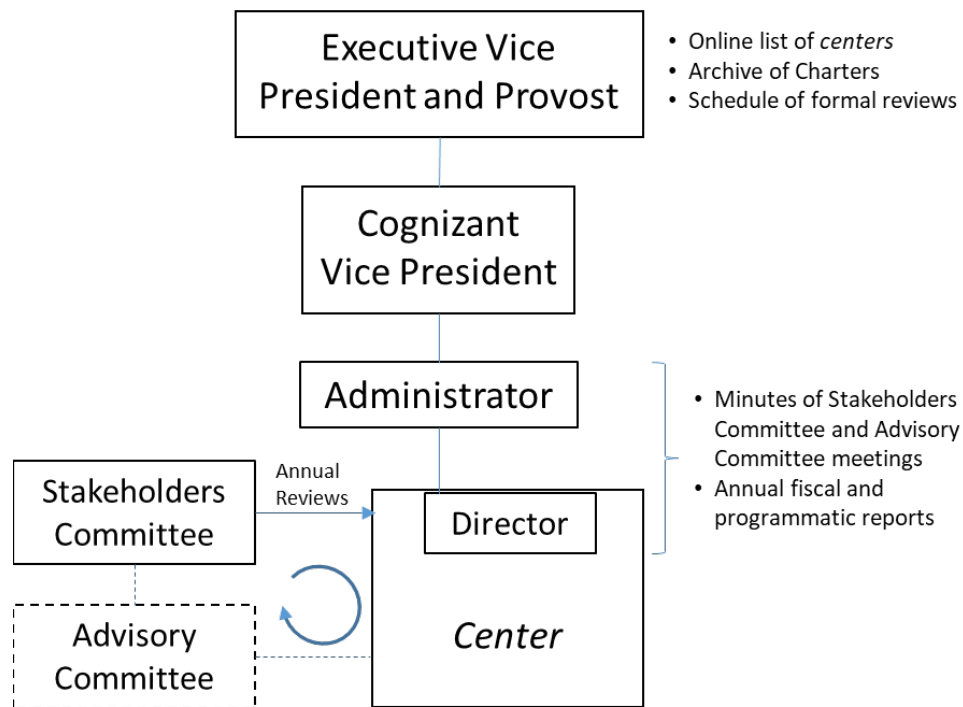 Executive Vice
President and Provost
• Online list of centers
• Archive of Charters
• Schedule of formal reviews
Cognizant
Vice President
Administrator
• Minutes of Stakeholders
Committee and Advisory
Committee meetings
• Annual fiscal and
programmatic reports
Stakeholders
Committee
Annual
Reviews
Director
Center
Advisory
Committee